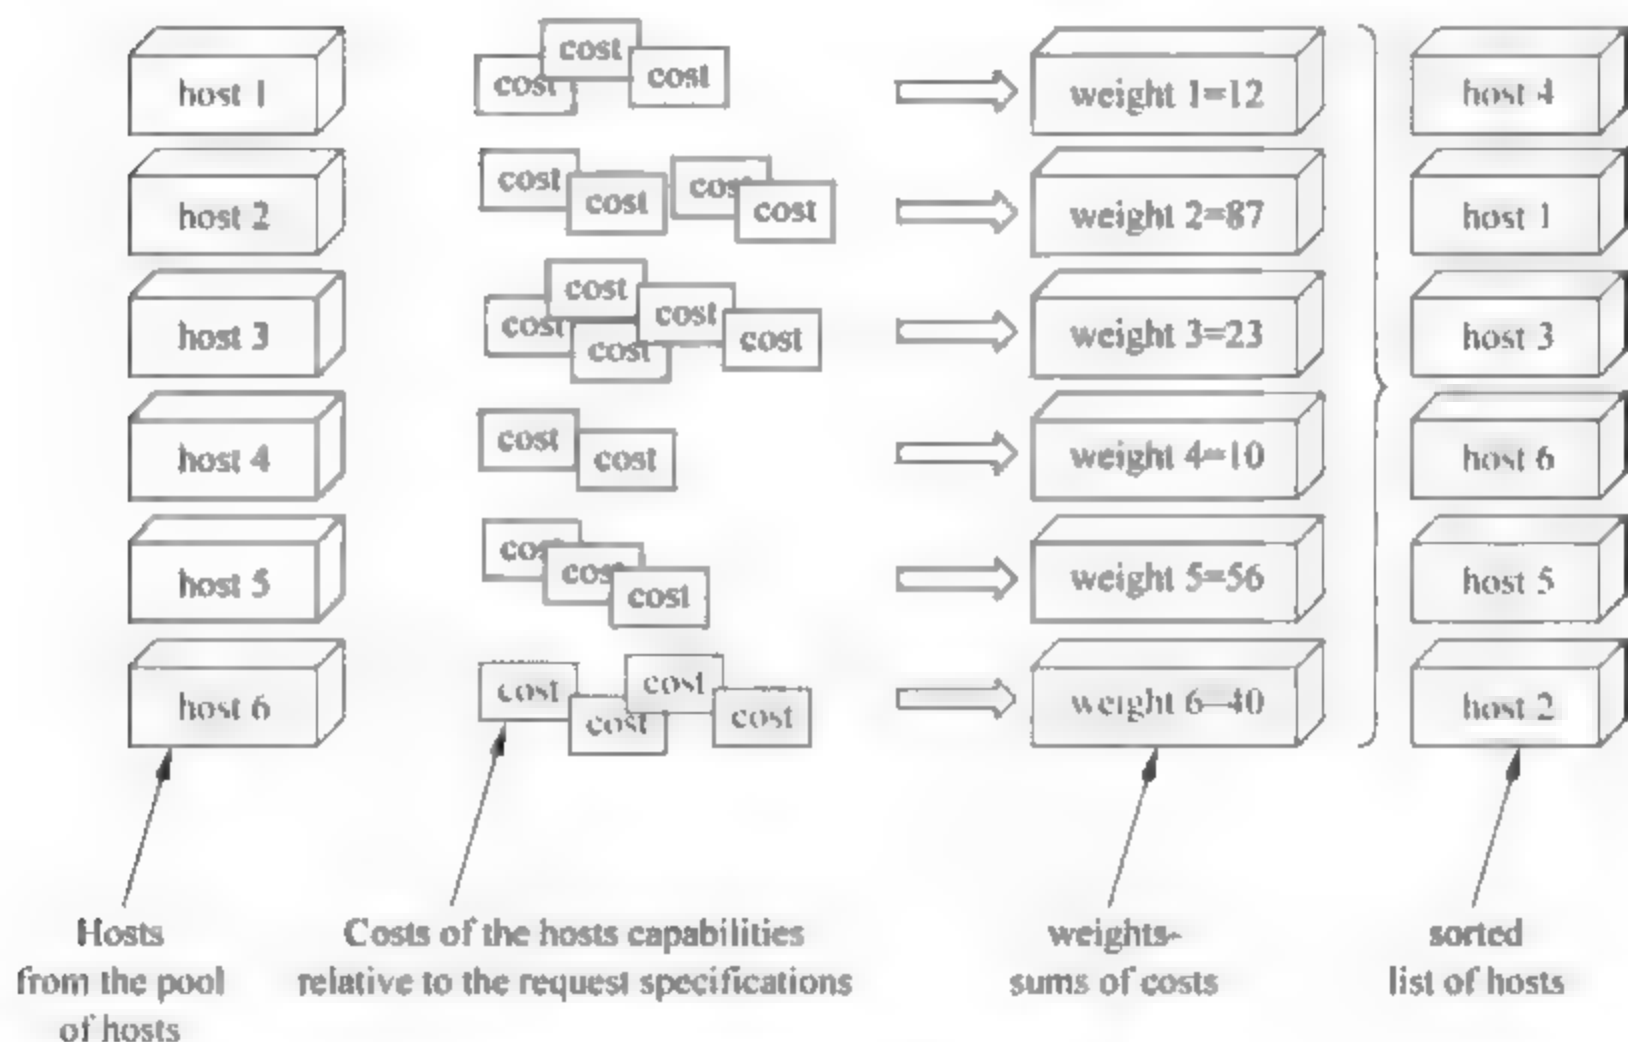 host 1
cost
cost
cost
weight 1=12
host 4
host 2
cost
cost
cost
cost
weight 2=87
host 1
host 3
cost
cost
cost
cost
cost
weight 3=23
host 3
host 4
cost
cost
weight 4=10
host 6
host 5
cost
cost
cost
weight 5=56
host 5
host 6
cost
cost
cost
cost
weight 6=40
host 2
Hosts
from the pool
of hosts
Costs of the hosts capabilities
relative to the request specifications
weights-
sums of costs
sorted
list of hosts